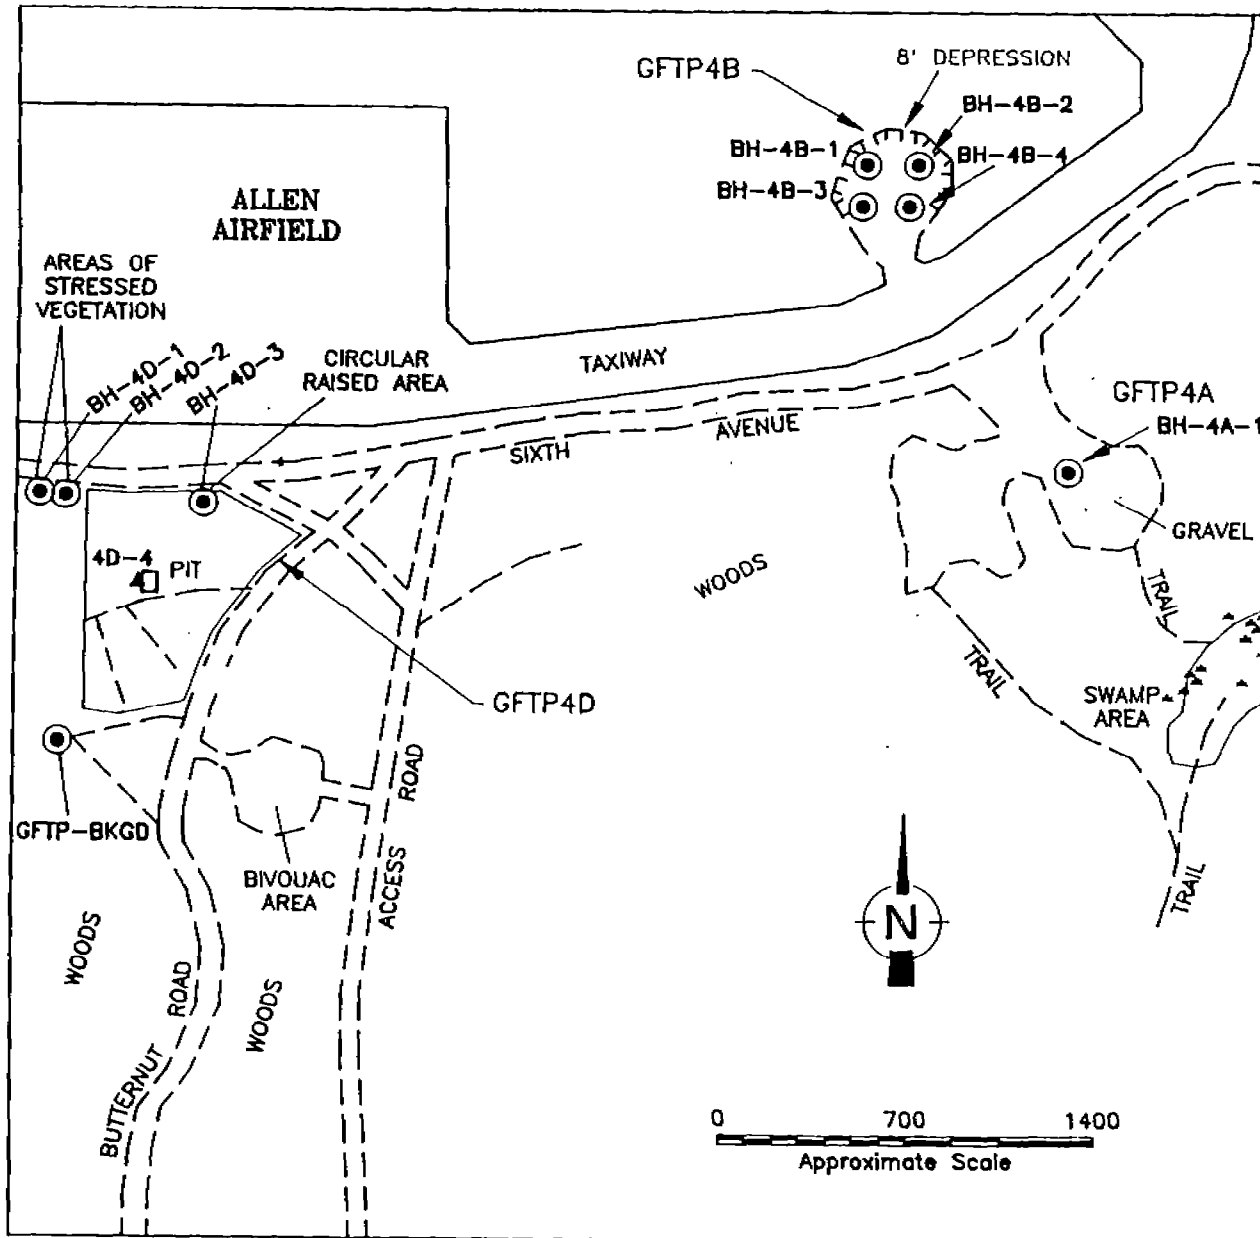 GFTP4B
8' DEPRESSION
BH-4B-2
BH-4B-1
BH-4B-4
BH-4B-3
ALLEN
AIRFIELD
AREAS OF
STRESSED
VEGETATION
BH-4D-1
BH-4D-2
BH-4D-3
CIRCULAR
RAISED AREA
TAXIWAY
GFTP4A
BH-4A-1
SIXTH
AVENUE
GRAVEL
4D-4
PIT
WOODS
TRAIL
TRAIL
SWAMP
AREA
GFTP4D
ROAD
GFTP-BKGD
BIVOUAC
AREA
ACCESS
TRAIL
N
WOODS
ROAD
WOODS
BUTTERNUT
0 700 1400
Approximate Scale